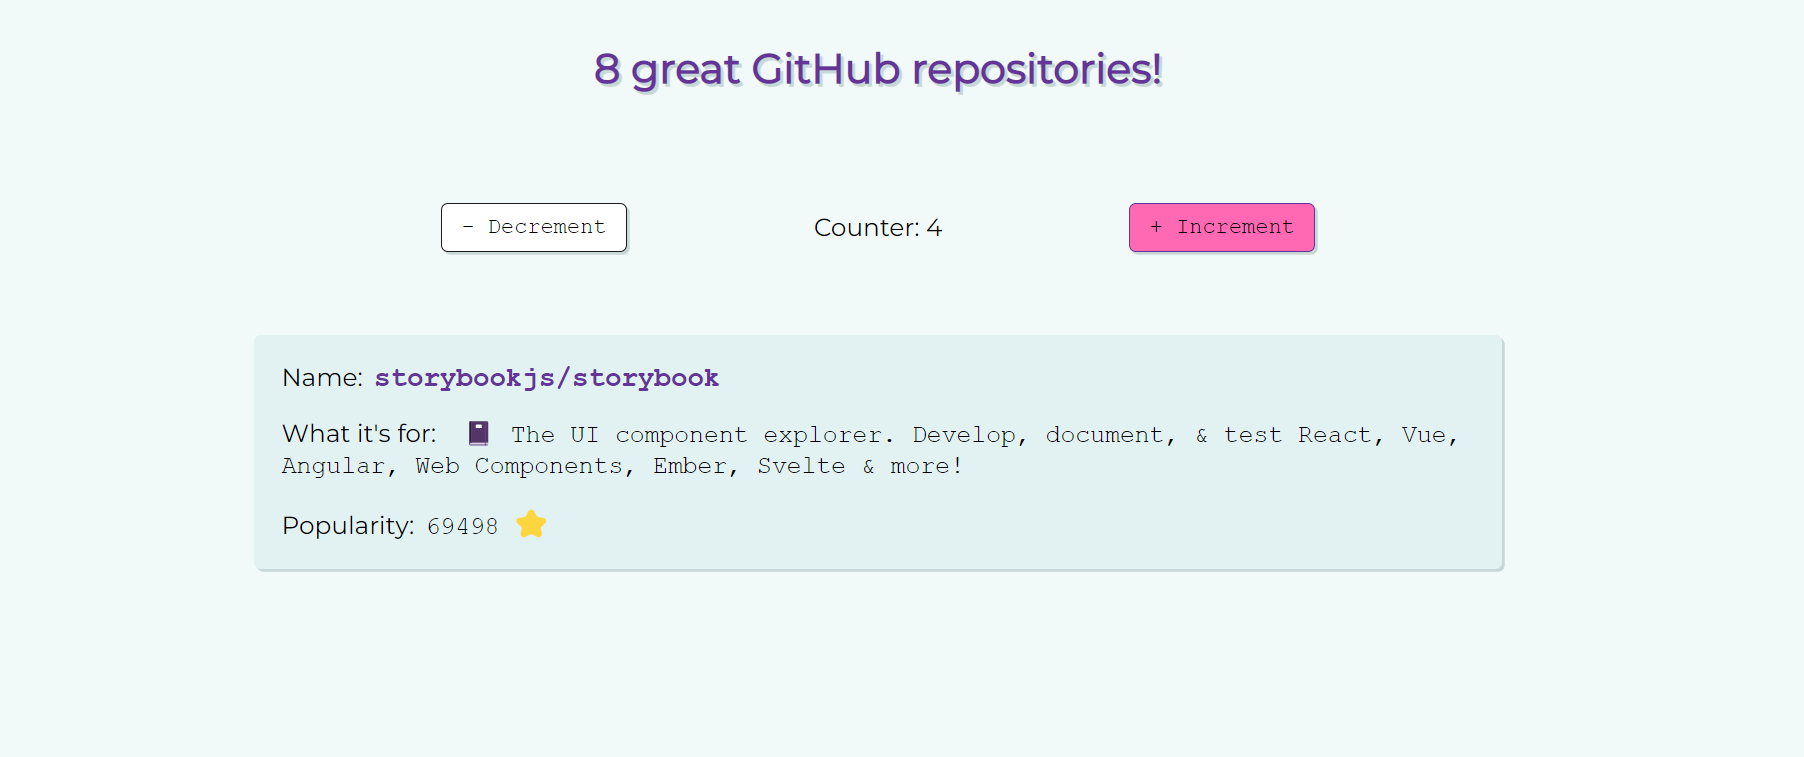 8 great GitHub repositories!
- Decrement
Counter: 4
+ Increment
Name: storybookjs/storybook
What it's for: 📓 The UI component explorer. Develop, document, & test React, Vue,
Angular, Web Components, Ember, Svelte & more!
Popularity: 69498 ⭐